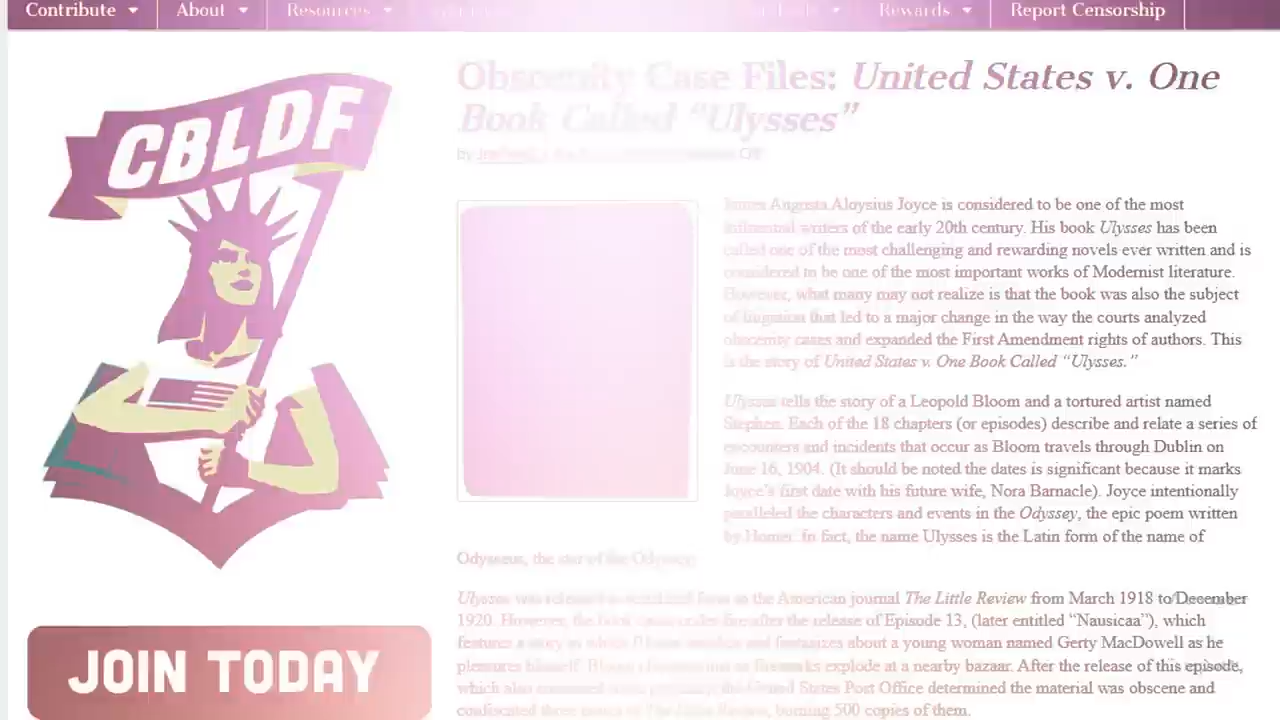 Contribute About Resources Rewards Report Censorship
CBLDF
JOIN TODAY
Obscenity Case Files: United States v. One
Book Called “Ulysses”
by
James Augusta Aloysius Joyce is considered to be one of the most
influential writers of the early 20th century. His book Ulysses has been
called one of the most challenging and rewarding novels ever written and is
considered to be one of the most important works of Modernist literature.
However, what many may not realize is that the book was also the subject
of litigation that led to a major change in the way the courts analyzed
obscenity cases and expanded the First Amendment rights of authors. This
is the story of United States v. One Book Called “Ulysses.”
Ulysses tells the story of a Leopold Bloom and a tortured artist named
Stephen. Each of the 18 chapters (or episodes) describe and relate a series of
encounters and incidents that occur as Bloom travels through Dublin on
June 16, 1904. (It should be noted the dates is significant because it marks
Joyce’s first date with his future wife, Nora Barnacle). Joyce intentionally
paralleled the characters and events in the Odyssey, the epic poem written
by Homer. In fact, the name Ulysses is the Latin form of the name of
Odysseus, the star of the Odyssey.
Ulysses was released in serialized form in the American journal The Little Review from March 1918 to December
1920. However, the book came under fire after the release of Episode 13, (later entitled “Nausicaa”), which
features a story in which Bloom watches and fantasizes about a young woman named Gerty MacDowell as he
pleasures himself. Bloom as fireworks explode at a nearby bazaar. After the release of this episode,
which also the United States Post Office determined the material was obscene and
confiscated three issues of The Little Review, burning 500 copies of them.